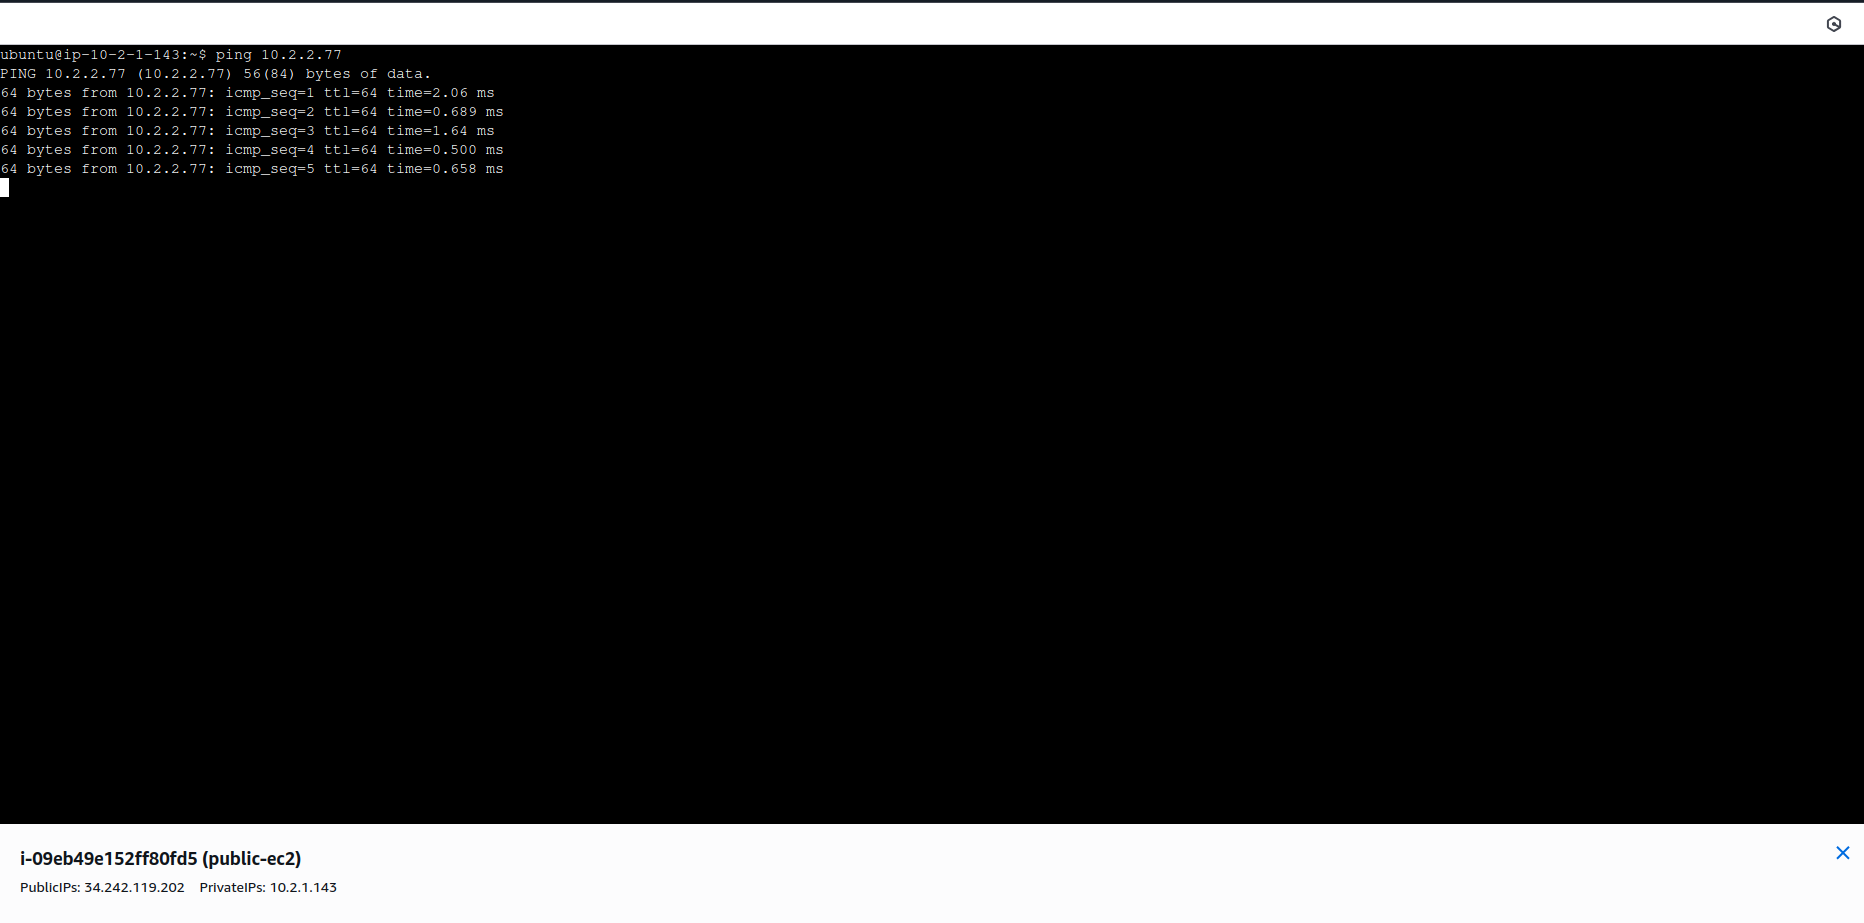 ubuntu@ip-10-2-1-143:~$ ping 10.2.2.77
PING 10.2.2.77 (10.2.2.77) 56(84) bytes of data.
64 bytes from 10.2.2.77: icmp_seq=1 ttl=64 time=2.06 ms
64 bytes from 10.2.2.77: icmp_seq=2 ttl=64 time=0.689 ms
64 bytes from 10.2.2.77: icmp_seq=3 ttl=64 time=1.64 ms
64 bytes from 10.2.2.77: icmp_seq=4 ttl=64 time=0.500 ms
64 bytes from 10.2.2.77: icmp_seq=5 ttl=64 time=0.658 ms
i-09eb49e152ff80fd5 (public-ec2)
PublicIPs: 34.242.119.202 PrivateIPs: 10.2.1.143